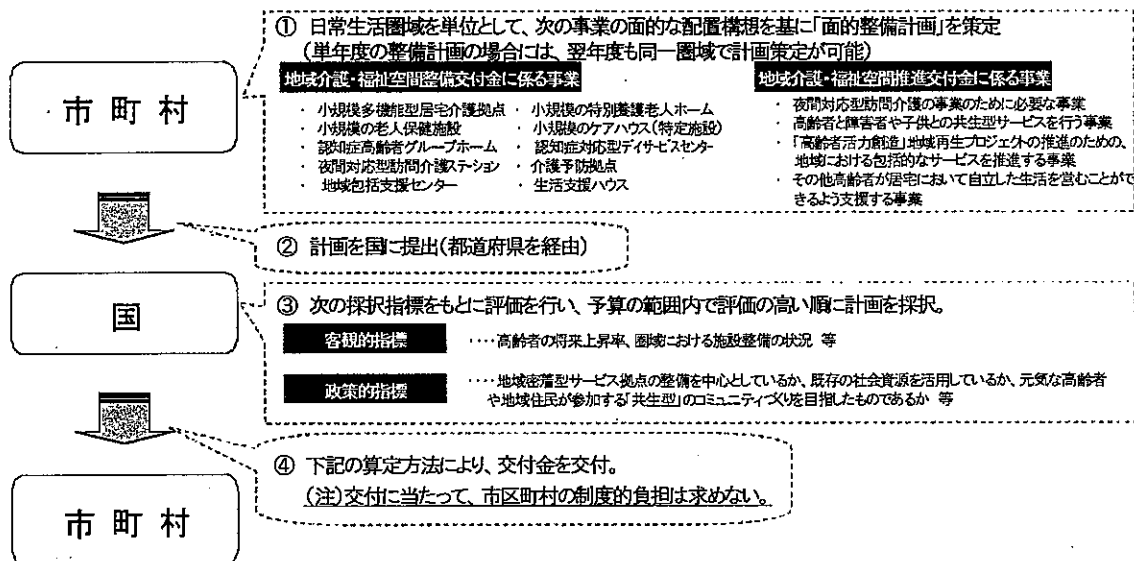 ① 日常生活圏域を単位として、次の事業の面的な配置構想を基に「面的整備計画」を策定
（単年度の整備計画の場合には、翌年度も同一圏域で計画策定が可能）
市 町 村
地域介護・福祉空間整備交付金に係る事業
・ 小規模多機能型居宅介護拠点 ・ 小規模の特別養護老人ホーム
・ 小規模の老人保健施設 ・ 小規模のケアハウス（特定施設）
・ 認知症高齢者グループホーム ・ 認知症対応型デイサービスセンター
・ 夜間対応型訪問介護ステーション ・ 介護予防拠点
・ 地域包括支援センター ・ 生活支援ハウス
地域介護・福祉空間推進交付金に係る事業
・ 夜間対応型訪問介護の事業のために必要な事業
・ 高齢者と障害者や子供との共生型サービスを行う事業
・ 「高齢者活力創造」地域再生プロジェクトの推進のための、
地域における包括的なサービスを推進する事業
・ その他高齢者が居宅において自立した生活を営むことがで
きるよう支援する事業
② 計画を国に提出（都道府県を経由）
国
③ 次の採択指標をもとに評価を行い、予算の範囲内で評価の高い順に計画を採択。
客観的指標 ････高齢者の将来上昇率、圏域における施設整備の状況 等
政策的指標 ････地域密着型サービス拠点の整備を中心としているか、既存の社会資源を活用しているか、元気な高齢者
や地域住民が参加する「共生型」のコミュニティづくりを目指したものであるか 等
④ 下記の算定方法により、交付金を交付。
（注）交付に当たって、市区町村の制度的負担は求めない。
市 町 村